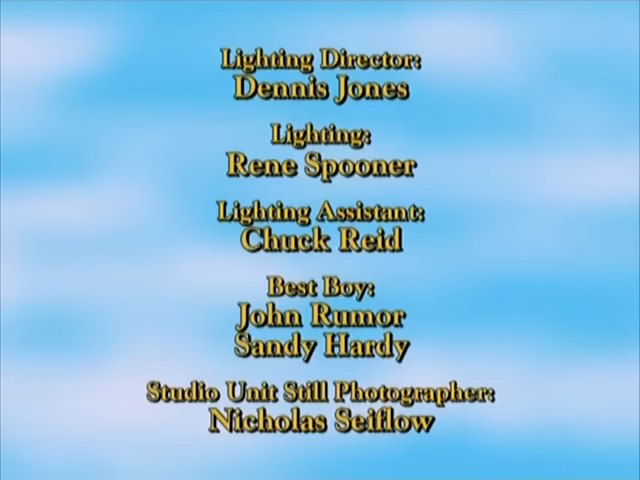 Lighting Director:
Dennis Jones
Lighting:
Rene Spooner
Lighting Assistant:
Chuck Reid
Best Boy:
John Rumor
Sandy Hardy
Studio Unit Still Photographer:
Nicholas Seiflow